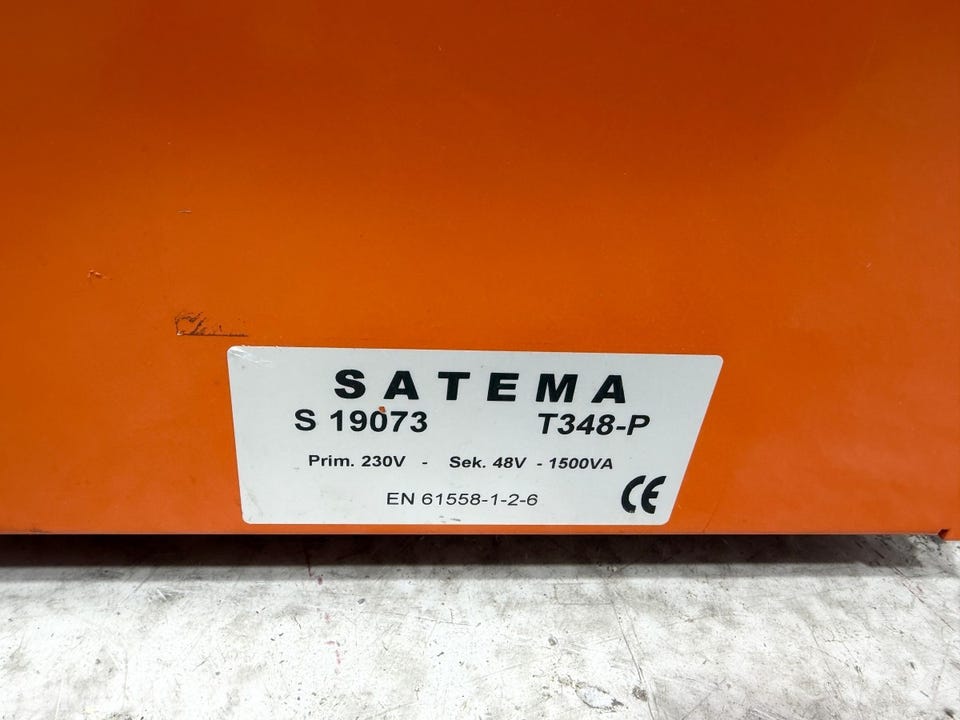 SATEMA
S 19073 T348-P
Prim. 230V - Sek. 48V - 1500VA
EN 61558-1-2-6 CE